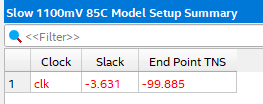 Slow 1100mV 85C Model Setup Summary
<<Filter>>
Clock Slack End Point TNS
1 clk -3.631 -99.885